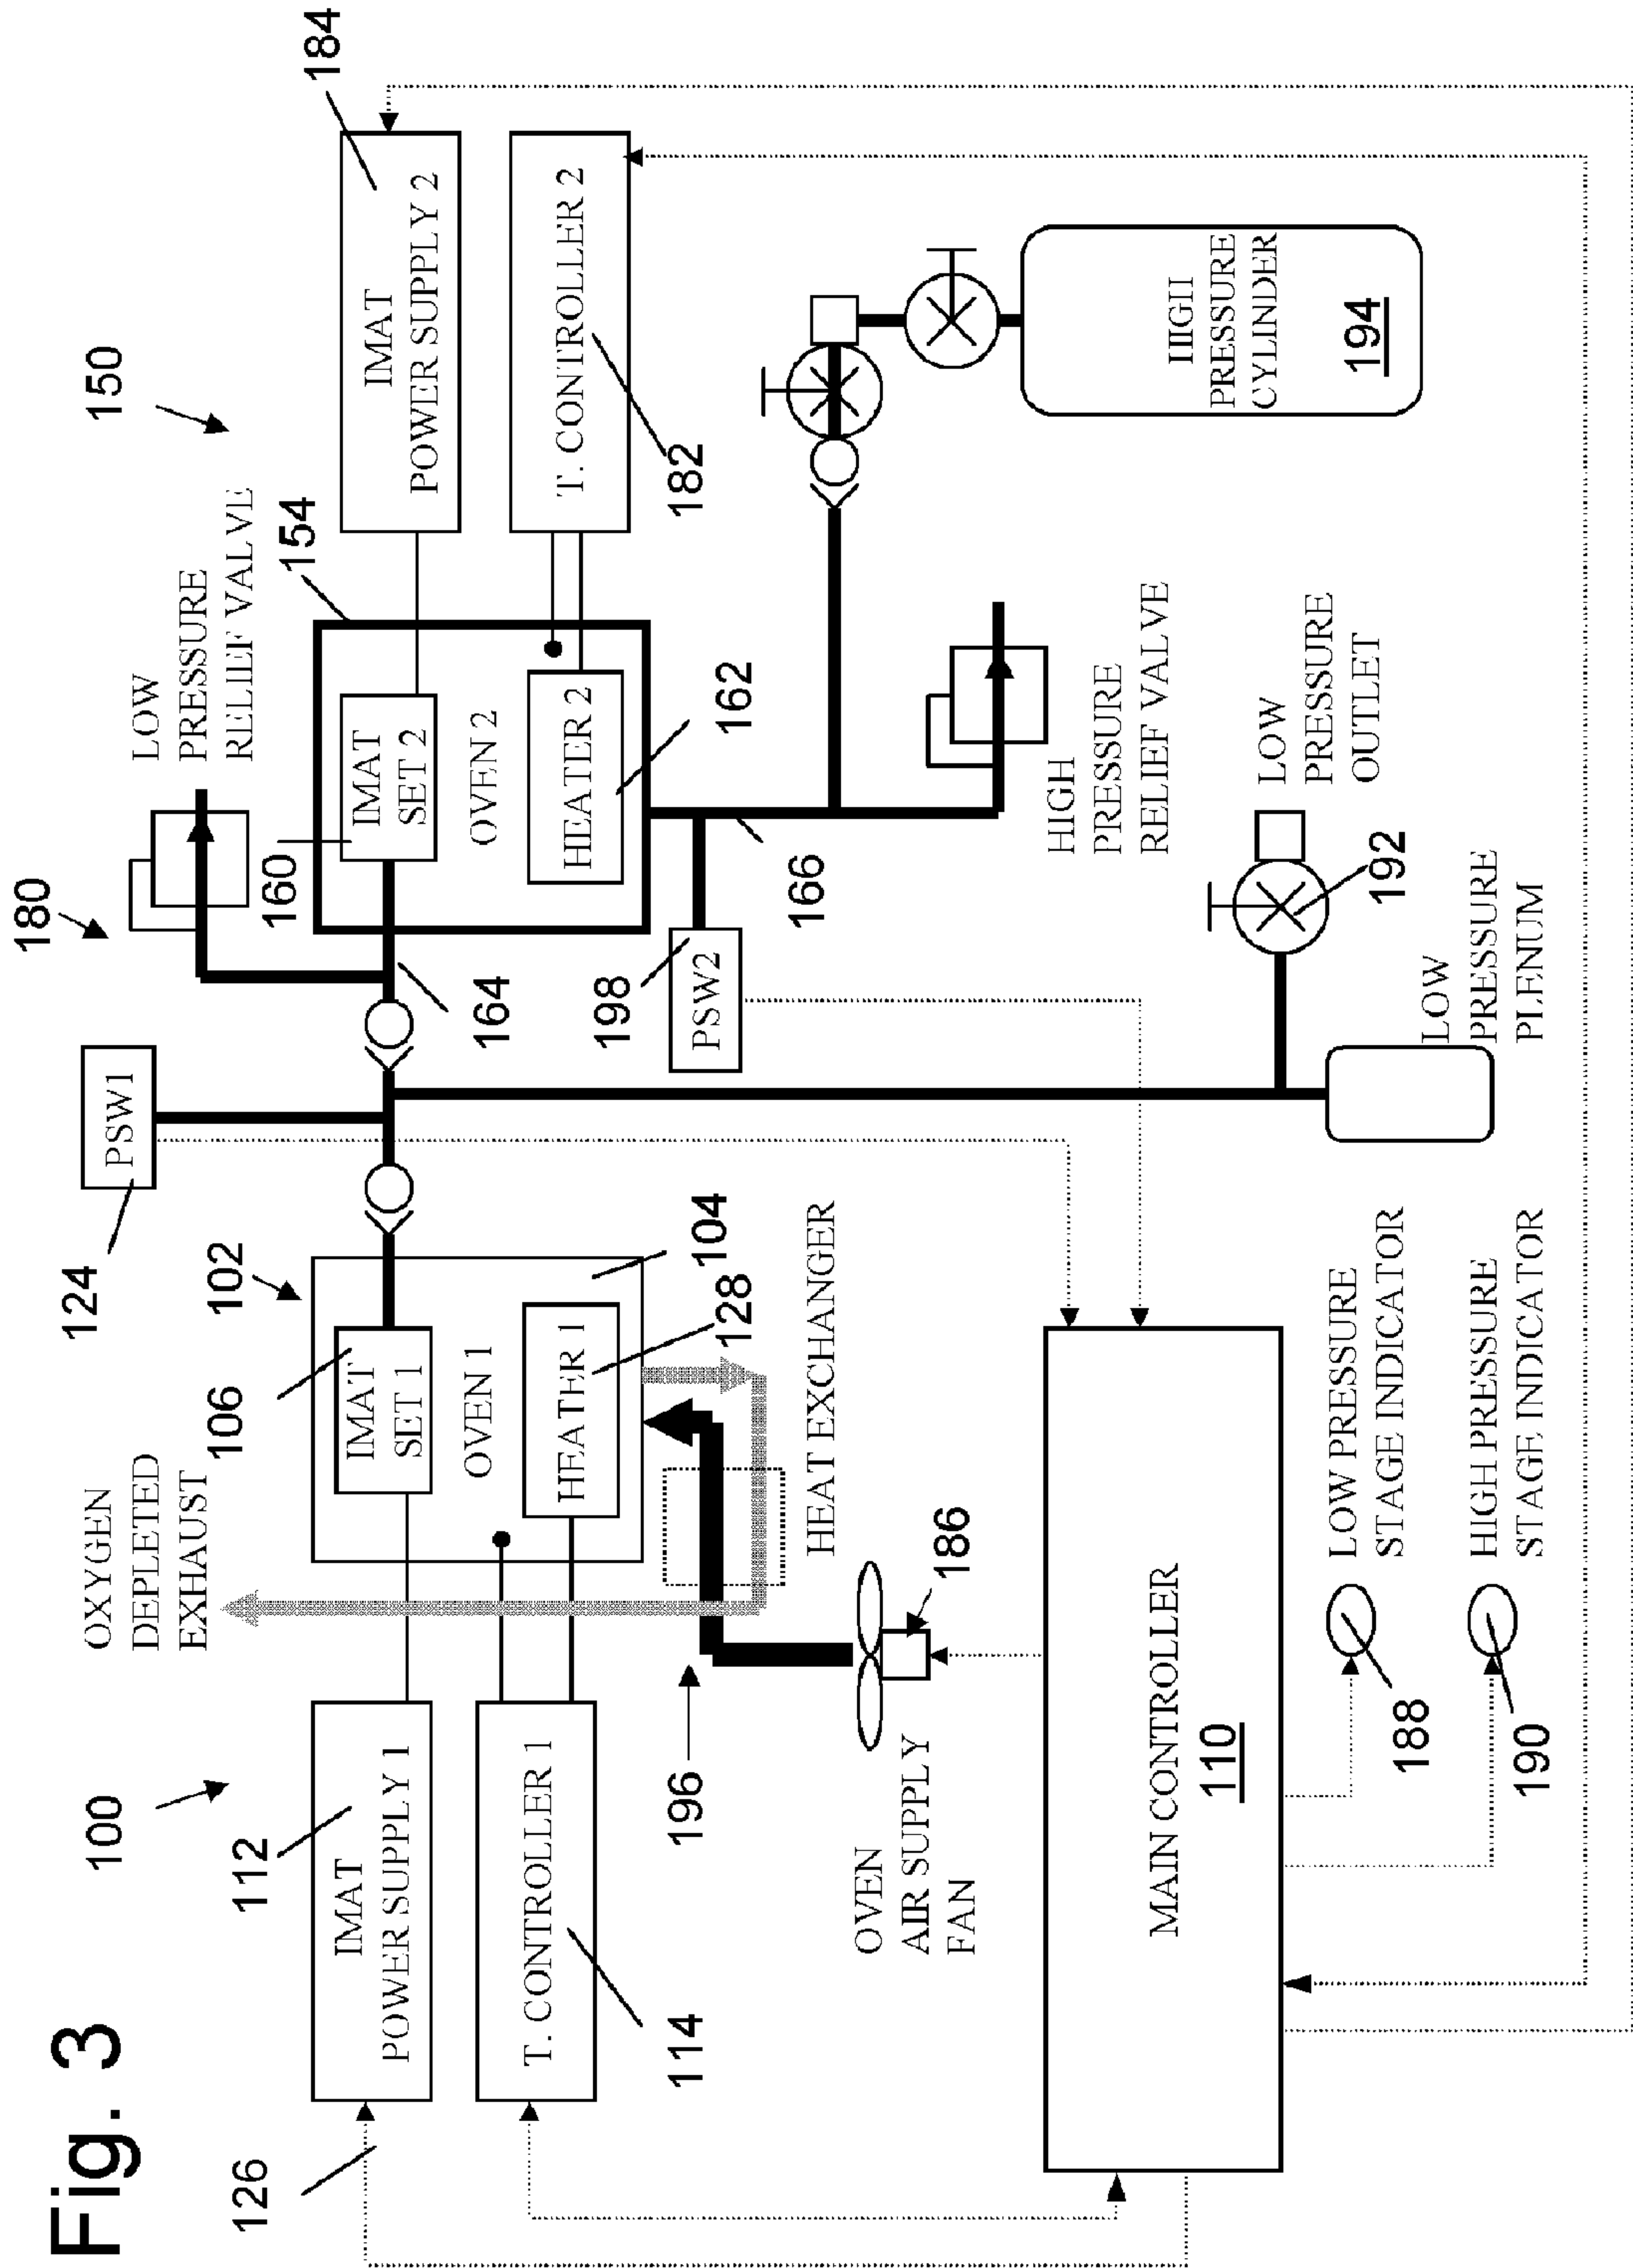 Fig. 3
100
150
180
184
126
112
IMAT
POWER SUPPLY 1
T. CONTROLLER 1
114
OXYGEN
DEPLETED
EXHAUST
106
102
104
IMAT
SET 1
OVEN 1
HEATER 1
128
124
PSW1
LOW
PRESSURE
RELIEF VALVE
154
160
164
IMAT
SET 2
OVEN 2
HEATER 2
162
IMAT
POWER SUPPLY 2
T. CONTROLLER 2
182
196
HEAT EXCHANGER
198
PSW2
166
OVEN
AIR SUPPLY
FAN
186
HIGH
PRESSURE
RELIEF VALVE
HIGH
PRESSURE
CYLINDER
194
MAIN CONTROLLER
110
LOW
PRESSURE
OUTLET
192
LOW
PRESSURE
PLENUM
188
LOW PRESSURE
STAGE INDICATOR
190
HIGH PRESSURE
STAGE INDICATOR